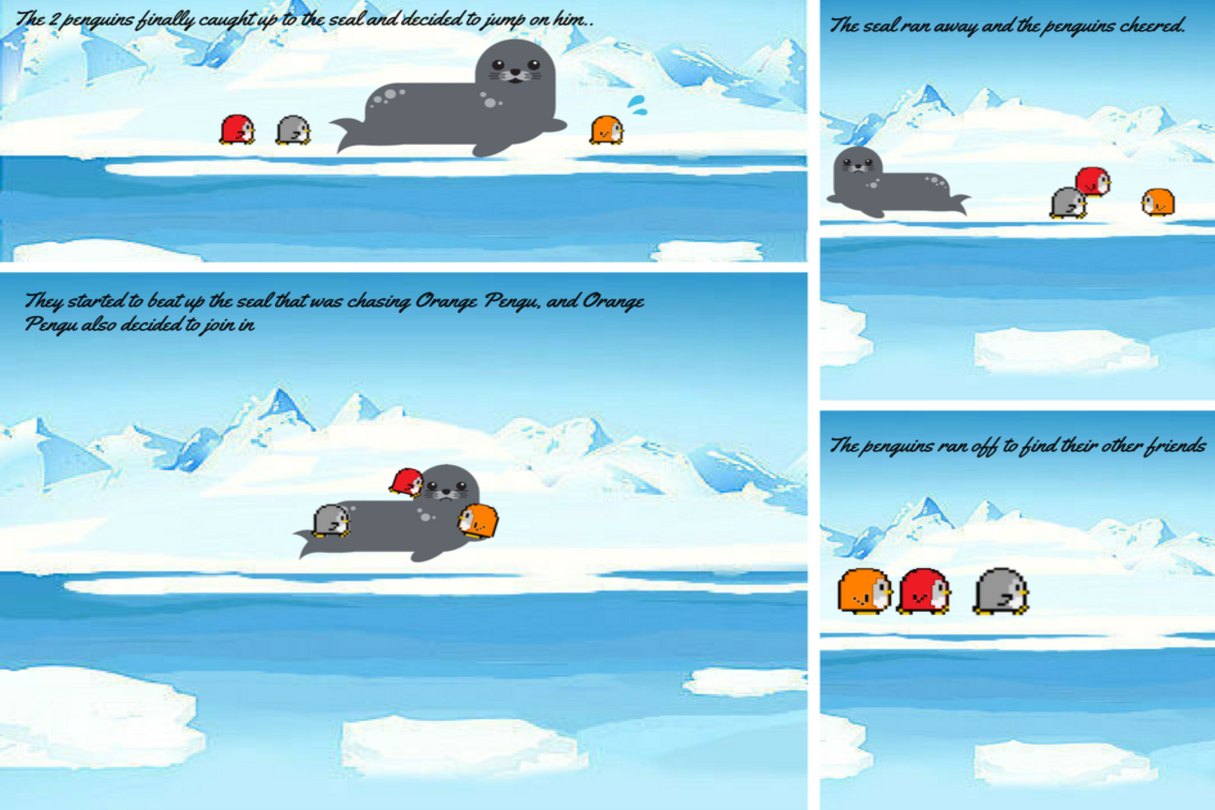 The 2 penguins finally caught up to the seal and decided to jump on him..
They started to beat up the seal that was chasing Orange Pengu, and Orange
Pengu also decided to join in
The seal ran away and the penguins cheered.
The penguins ran off to find their other friends